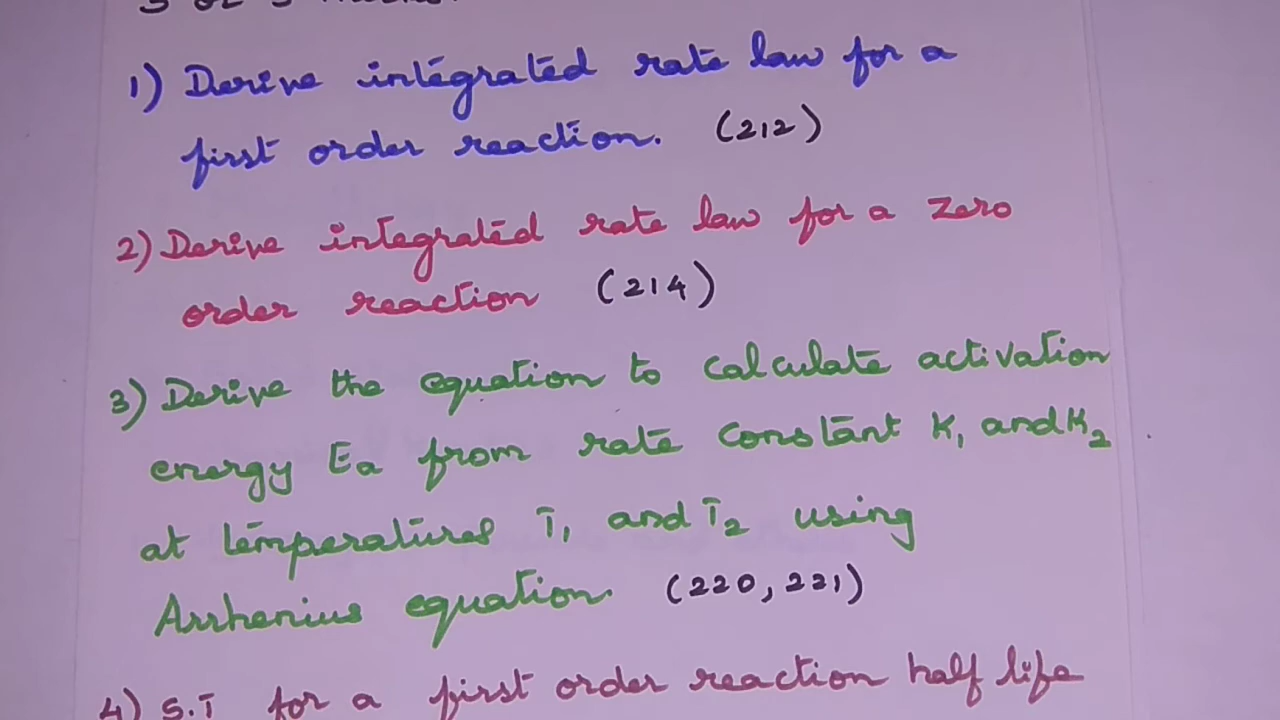 1) Derive integrated rate law for a
first order reaction. (212)
2) Derive integrated rate law for a zero
order reaction (214)
3) Derive the equation to calculate activation
energy Ea from rate constant K₁ and K₂
at temperatures T₁ and T₂ using
Arrhenius equation. (220, 221)
4) S.T for a first order reaction half life